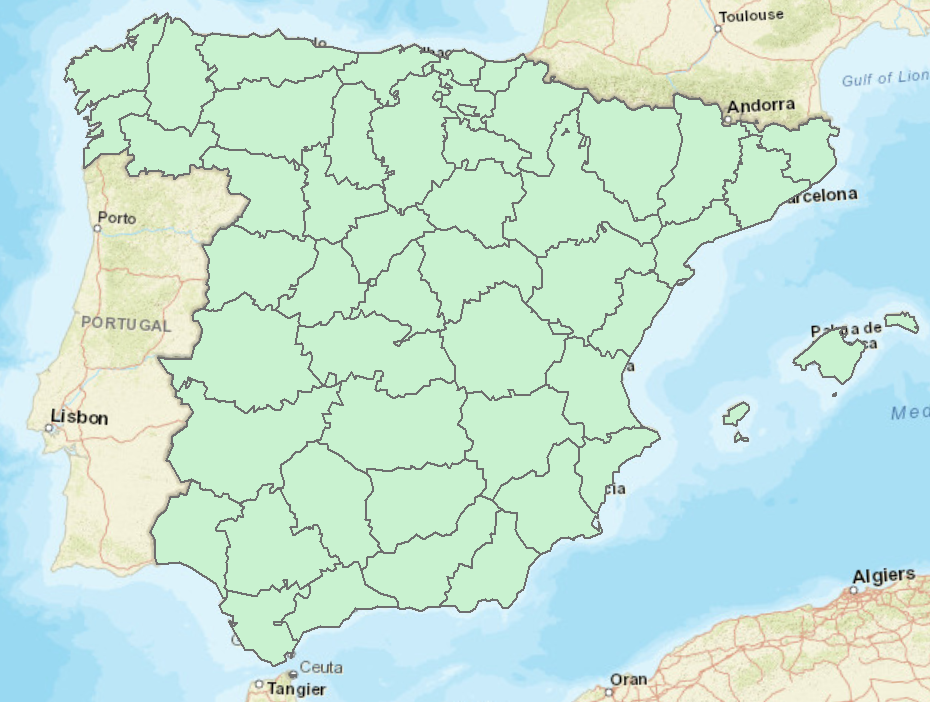 Toulouse
Gulf of Lion
Andorra
arcelona
Porto
PORTUGAL
Lisbon
Med
Algiers
Ceuta
Tangier
Oran